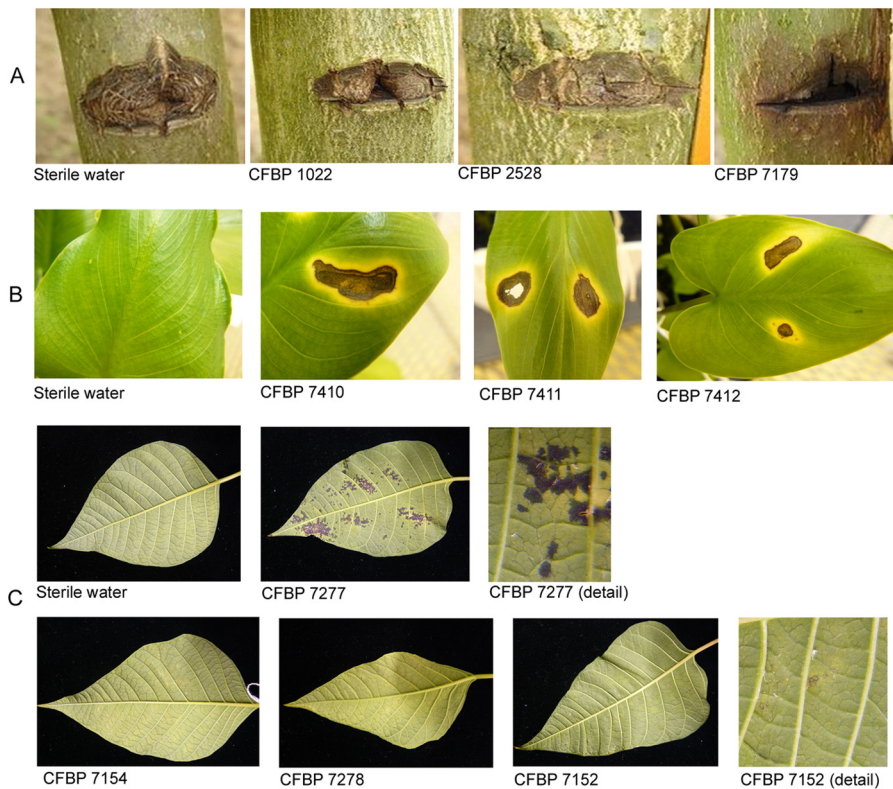 A
Sterile water
CFBP 1022
CFBP 2528
CFBP 7179
B
Sterile water
CFBP 7410
CFBP 7411
CFBP 7412
C
Sterile water
CFBP 7277
CFBP 7277 (detail)
CFBP 7154
CFBP 7278
CFBP 7152
CFBP 7152 (detail)